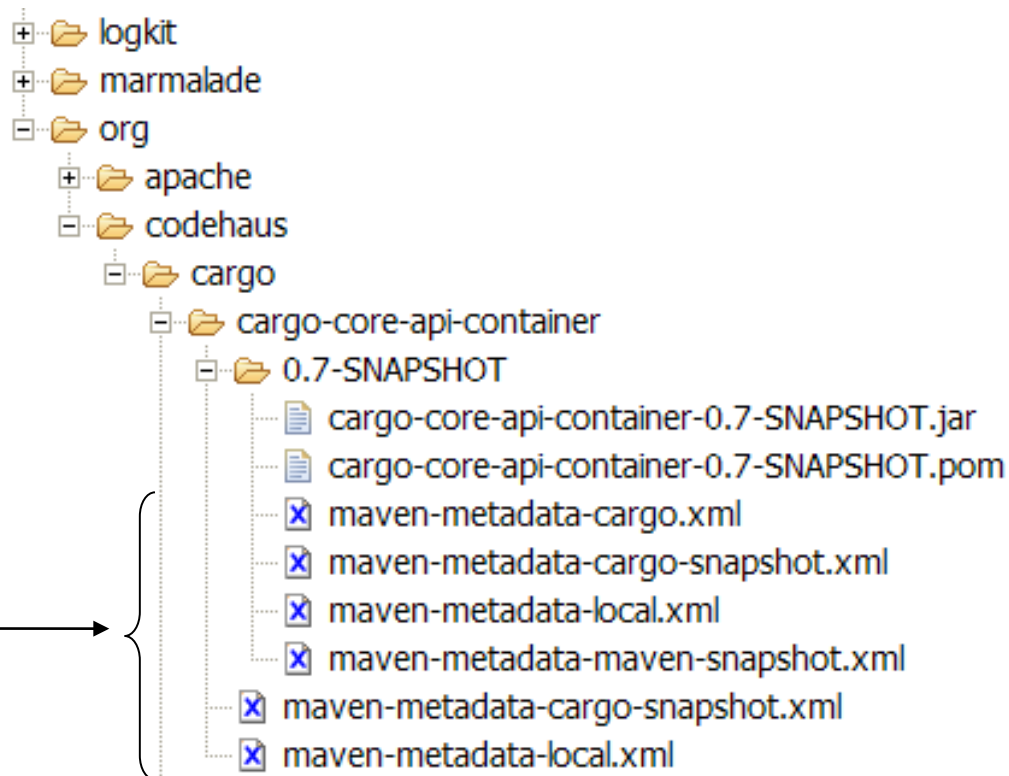 logkit
marmalade
org
apache
codehaus
cargo
cargo-core-api-container
0.7-SNAPSHOT
cargo-core-api-container-0.7-SNAPSHOT.jar
cargo-core-api-container-0.7-SNAPSHOT.pom
maven-metadata-cargo.xml
maven-metadata-cargo-snapshot.xml
maven-metadata-local.xml
maven-metadata-maven-snapshot.xml
maven-metadata-cargo-snapshot.xml
maven-metadata-local.xml